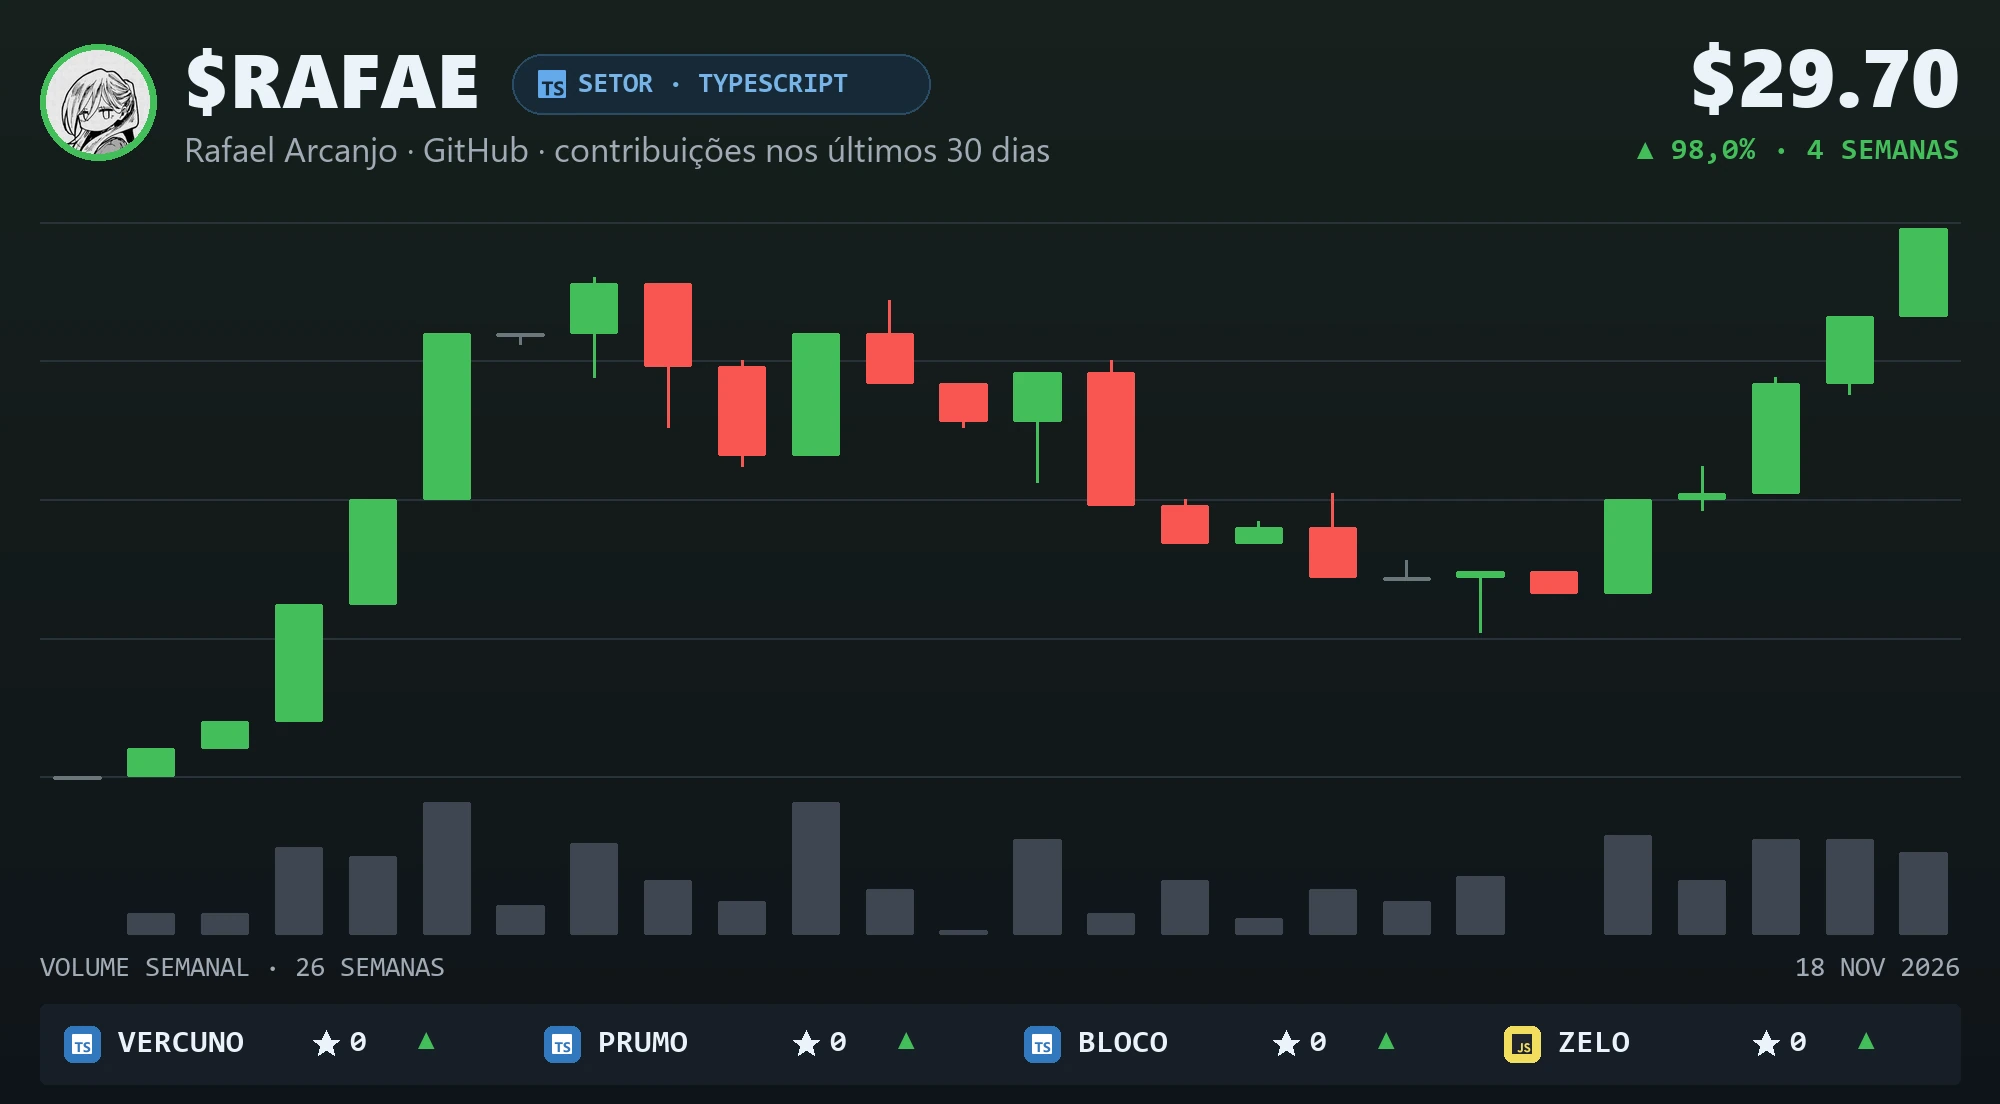 $RAFAE
TS SETOR · TYPESCRIPT
Rafael Arcanjo · GitHub · contribuições nos últimos 30 dias
$29.70
▲ 98,0% · 4 SEMANAS
VOLUME SEMANAL · 26 SEMANAS
18 NOV 2026
TS VERCUNO ★ 0 ▲
TS PRUMO ★ 0 ▲
TS BLOCO ★ 0 ▲
JS ZELO ★ 0 ▲